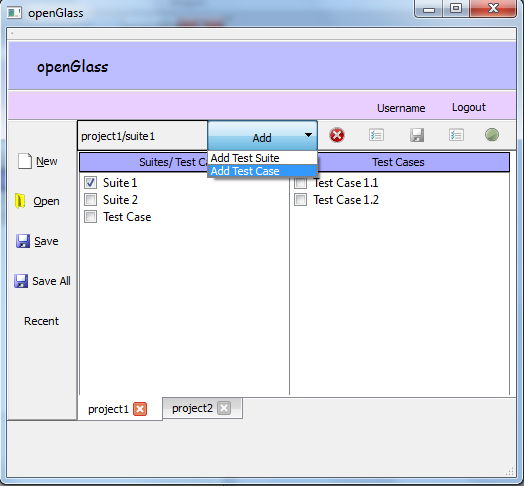 openGlass
openGlass
Username Logout
project1/suite1 Add
Add Test Suite
Add Test Case
Suites/ Test C
Test Cases
New
Open
Save
Save All
Recent
Suite 1
Suite 2
Test Case
Test Case 1.1
Test Case 1.2
project1 project2